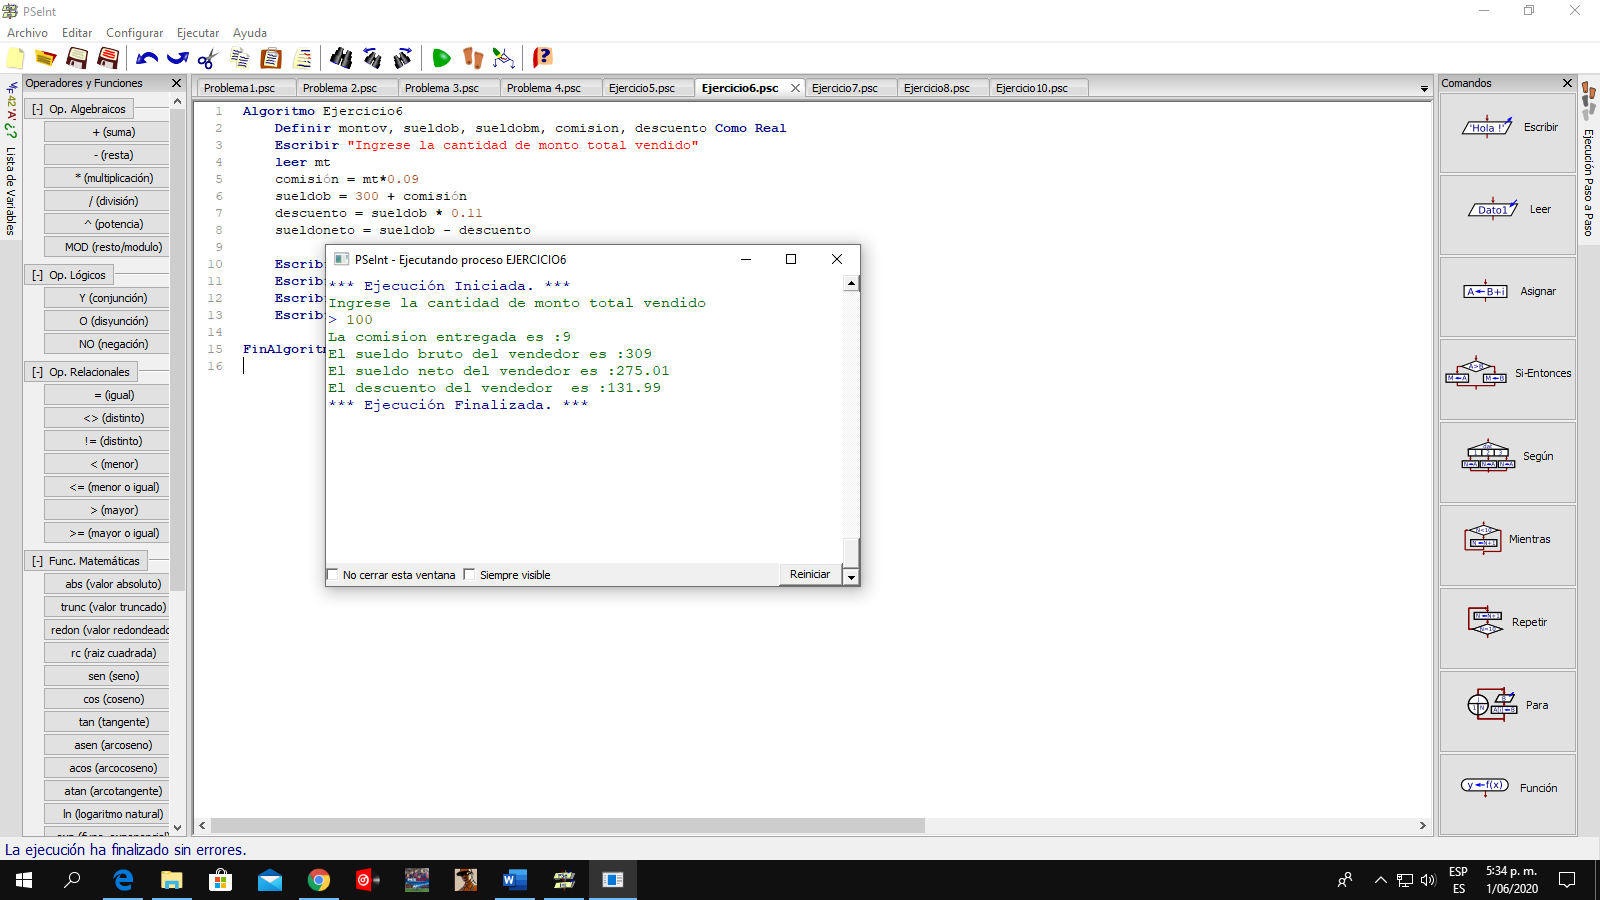 PSeInt
Archivo Editar Configurar Ejecutar Ayuda
Operadores y Funciones
Problema1.psc Problema 2.psc Problema 3.psc Problema 4.psc Ejercicio5.psc Ejercicio6.psc Ejercicio7.psc Ejercicio8.psc Ejercicio10.psc
Comandos
Lista de Variables
[-] Op. Algebraicos
+ (suma)
- (resta)
* (multiplicación)
/ (división)
^ (potencia)
MOD (resto/modulo)
[-] Op. Lógicos
Y (conjunción)
O (disyunción)
NO (negación)
[-] Op. Relacionales
= (igual)
<> (distinto)
!= (distinto)
< (menor)
<= (menor o igual)
> (mayor)
>= (mayor o igual)
[-] Func. Matemáticas
abs (valor absoluto)
trunc (valor truncado)
redon (valor redondeado
rc (raiz cuadrada)
sen (seno)
cos (coseno)
tan (tangente)
asen (arcoseno)
acos (arcocoseno)
atan (arcotangente)
ln (logaritmo natural)
1 Algoritmo Ejercicio6
2 Definir montov, sueldob, sueldobm, comision, descuento Como Real
3 Escribir "Ingrese la cantidad de monto total vendido"
4 leer mt
5 comisión = mt*0.09
6 sueldob = 300 + comisión
7 descuento = sueldob * 0.11
8 sueldoneto = sueldob - descuento
9
10 Escrib
11 Escrib
12 Escrib
13 Escrib
14
15 FinAlgorit
16
PSeInt - Ejecutando proceso EJERCICIO6
*** Ejecución Iniciada. ***
Ingrese la cantidad de monto total vendido
> 100
La comision entregada es :9
El sueldo bruto del vendedor es :309
El sueldo neto del vendedor es :275.01
El descuento del vendedor  es :131.99
*** Ejecución Finalizada. ***
No cerrar esta ventana Siempre visible Reiniciar
'Hola !' Escribir
Dato1 Leer
A←B+i Asignar
A>B M←A M←B Si-Entonces
1 2 3 Según
Mientras
Repetir
Para
y←f(x) Función
Ejecución Paso a Paso
La ejecución ha finalizado sin errores.
ESP
ES
5:34 p. m.
1/06/2020